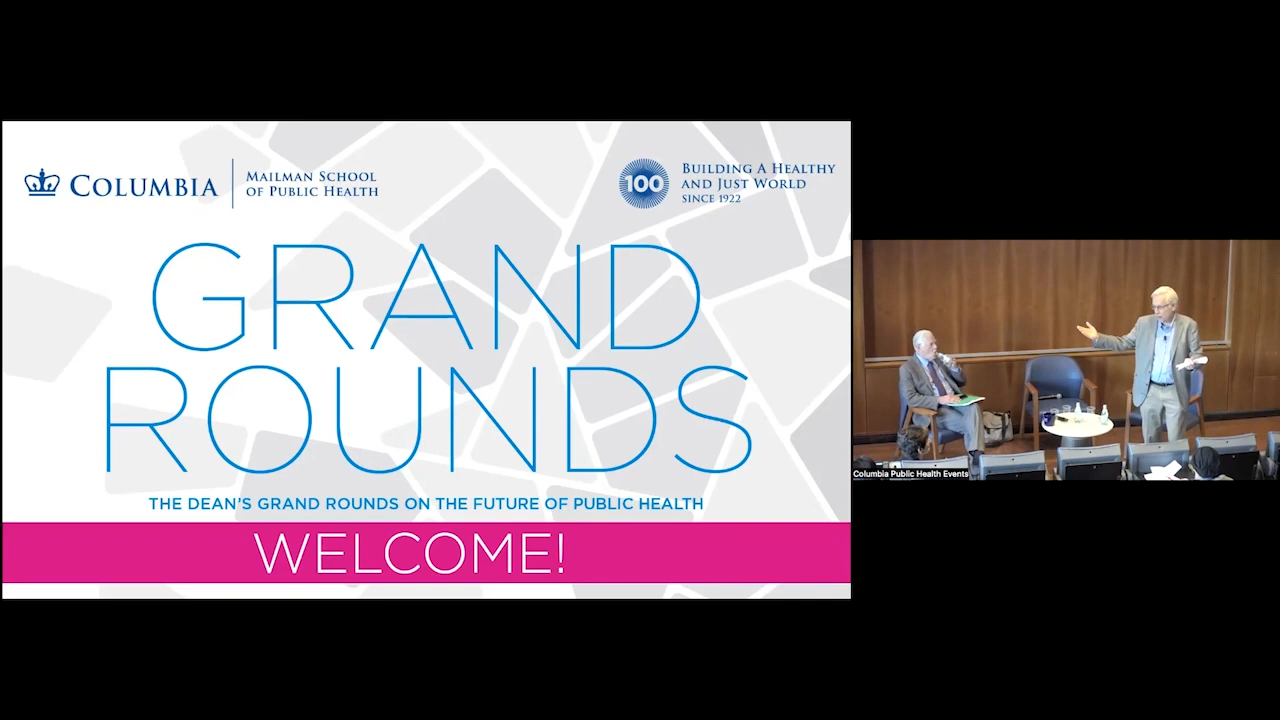 COLUMBIA
MAILMAN SCHOOL
OF PUBLIC HEALTH
100
BUILDING A HEALTHY
AND JUST WORLD
SINCE 1922
GRAND
ROUNDS
THE DEAN'S GRAND ROUNDS ON THE FUTURE OF PUBLIC HEALTH
WELCOME!
Columbia Public Health Events